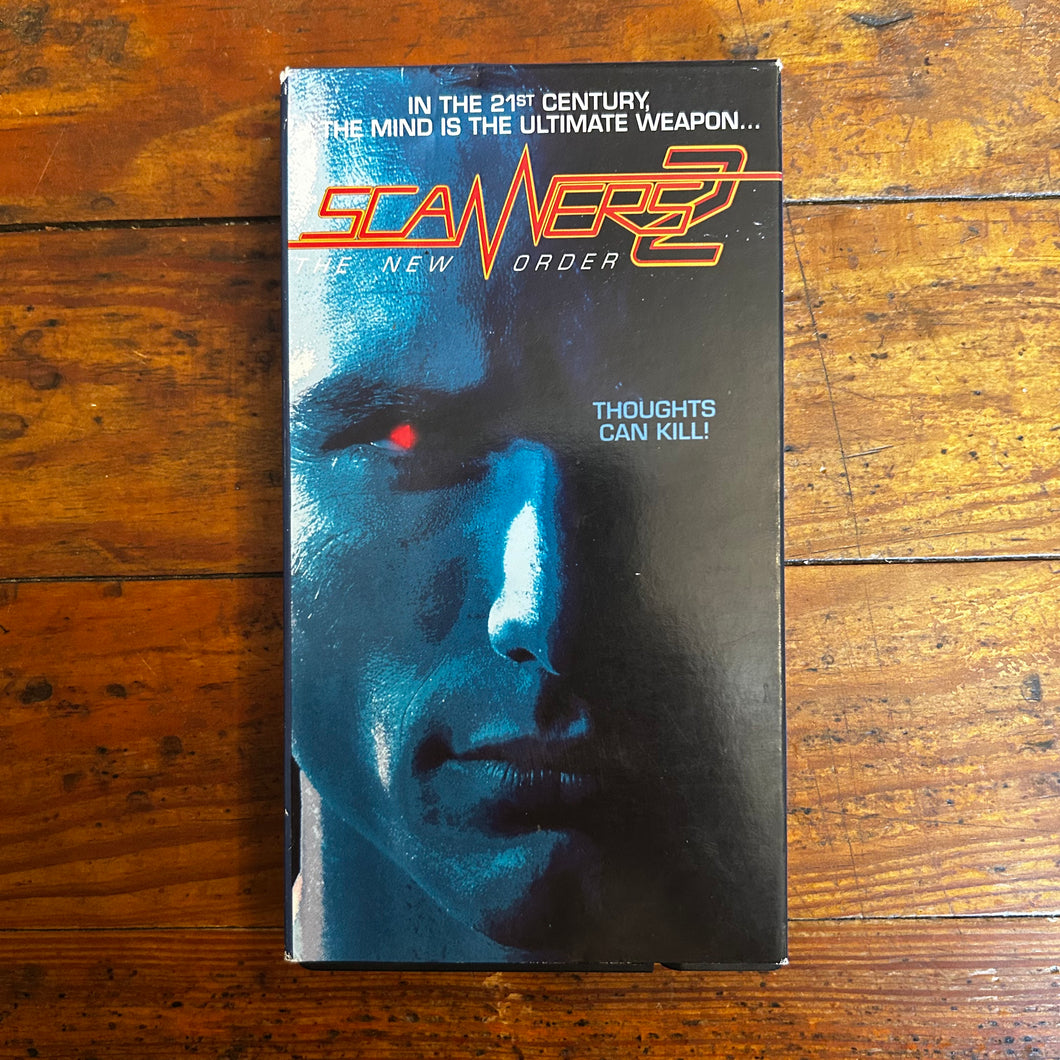 IN THE 21ST CENTURY,
THE MIND IS THE ULTIMATE WEAPON...
SCANNERS 2
THE NEW ORDER
THOUGHTS
CAN KILL!